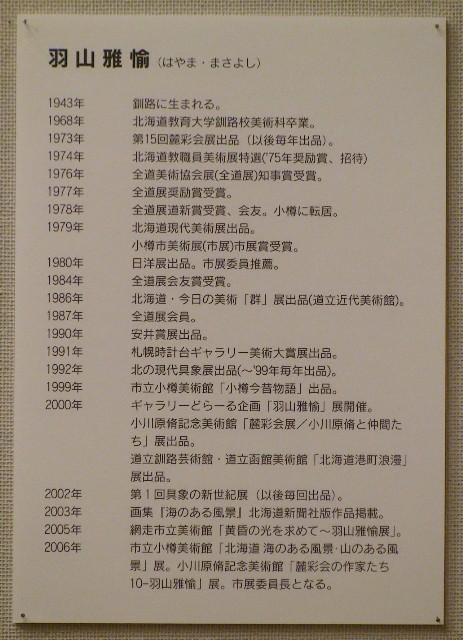 羽山雅愉(はやま・まさよし)
1943年 釧路に生まれる。
1968年 北海道教育大学釧路校美術科卒業。
1973年 第15回麓彩会展出品(以後毎年出品)。
1974年 北海道教職員美術展特選('75年奨励賞、招待)
1976年 全道美術協会展(全道展)知事賞受賞。
1977年 全道展奨励賞受賞。
1978年 全道展道新賞受賞、会友。小樽に転居。
1979年 北海道現代美術展出品。
小樽市美術展(市展)市展賞受賞。
1980年 日洋展出品。市展委員推薦。
1984年 全道展会友賞受賞。
1986年 北海道・今日の美術「群」展出品(道立近代美術館)。
1987年 全道展会員。
1990年 安井賞展出品。
1991年 札幌時計台ギャラリー美術大賞展出品。
1992年 北の現代具象展出品(～'99年毎年出品)。
1999年 市立小樽美術館「小樽今昔物語」出品。
2000年 ギャラリーどらーる企画「羽山雅愉」展開催。
小川原脩記念美術館「麓彩会展／小川原脩と仲間た
ち」展出品。
道立釧路芸術館・道立函館美術館「北海道港町浪漫」
展出品。
2002年 第1回具象の新世紀展(以後毎回出品)。
2003年 画集『海のある風景』北海道新聞社版作品掲載。
2005年 網走市立美術館「黄昏の光を求めて～羽山雅愉展」。
2006年 市立小樽美術館「北海道 海のある風景･山のある風
景」展。小川原脩記念美術館「麓彩会の作家たち
10−羽山雅愉」展。市展委員長となる。